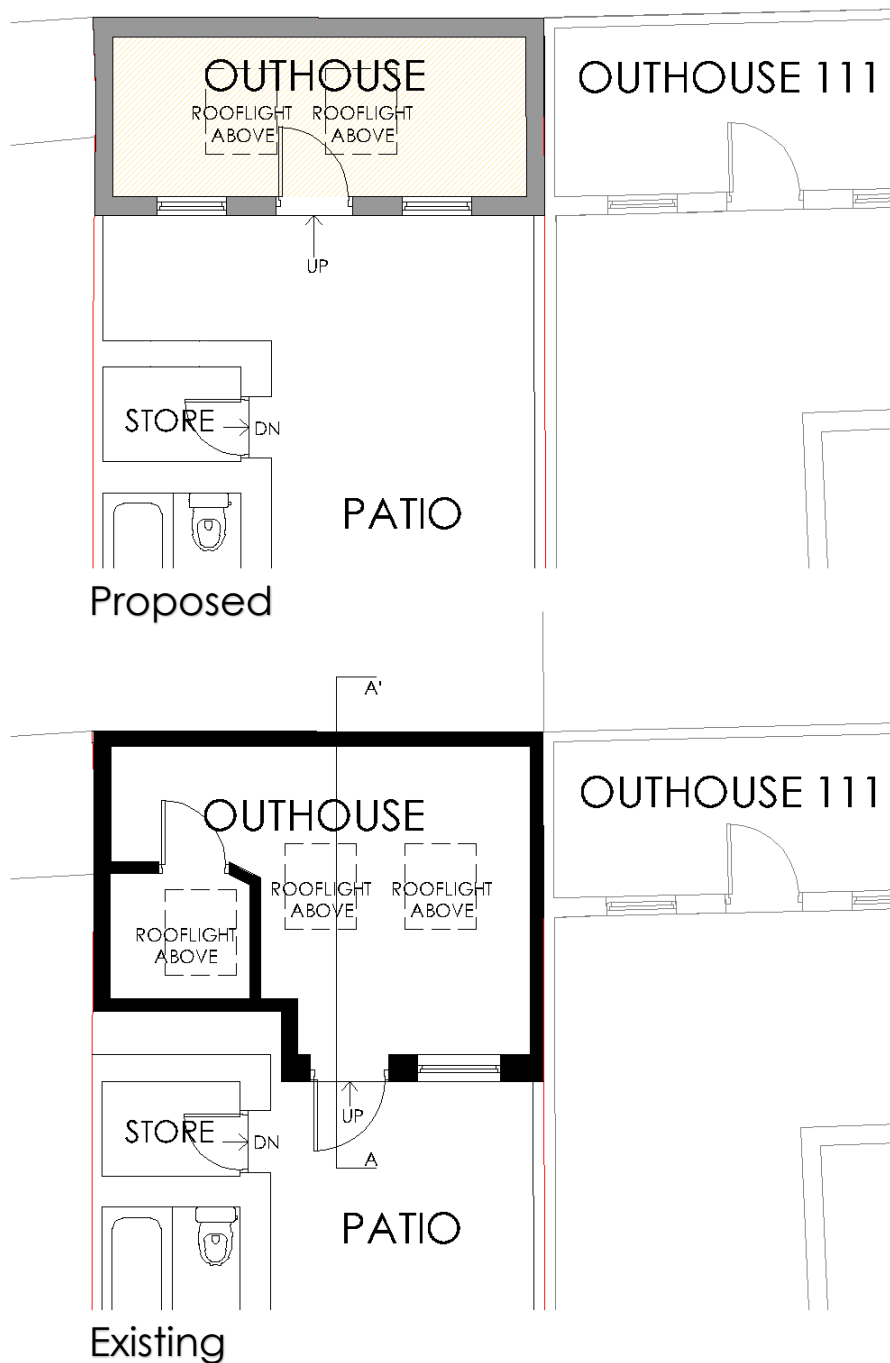 OUTHOUSE
OUTHOUSE 111
ROOFLIGHT
ABOVE
ROOFLIGHT
ABOVE
UP
STORE
DN
PATIO
Proposed
A'
OUTHOUSE
OUTHOUSE 111
ROOFLIGHT
ABOVE
ROOFLIGHT
ABOVE
ROOFLIGHT
ABOVE
UP
STORE
DN
A
PATIO
Existing